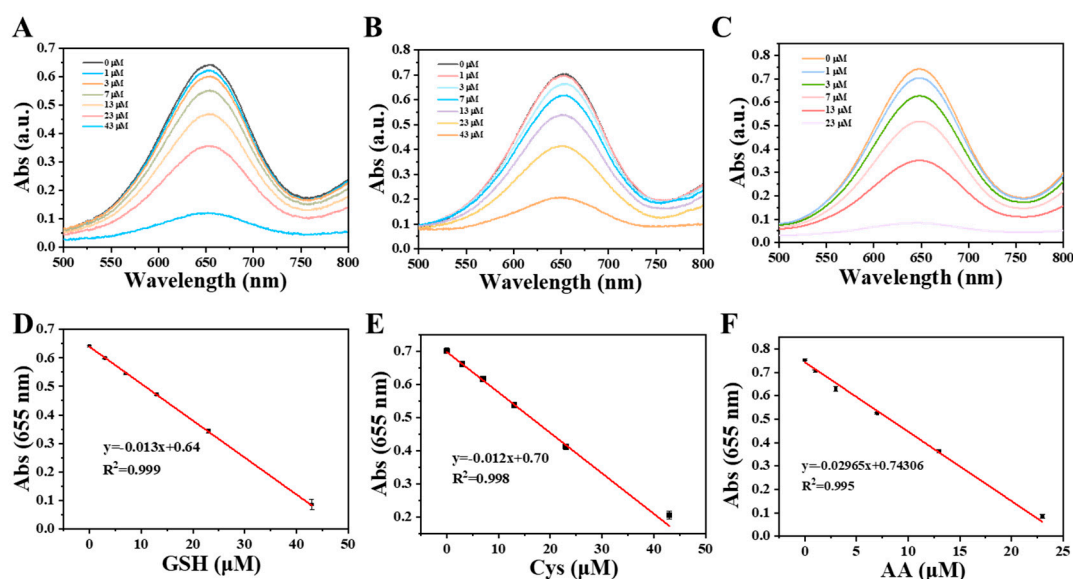 A
0.7
0.6
0.5
0.4
0.3
0.2
0.1
0.0
Abs (a.u.)
0 μM
1 μM
3 μM
7 μM
13 μM
23 μM
43 μM
500 550 600 650 700 750 800
Wavelength (nm)
B
0.8
0.7
0.6
0.5
0.4
0.3
0.2
0.1
0.0
Abs (a.u.)
0 μM
1 μM
3 μM
7 μM
13 μM
23 μM
43 μM
500 550 600 650 700 750 800
Wavelength (nm)
C
0.8
0.7
0.6
0.5
0.4
0.3
0.2
0.1
0.0
Abs (a.u.)
0 μM
1 μM
3 μM
7 μM
13 μM
23 μM
500 550 600 650 700 750 800
Wavelength (nm)
D
0.7
0.6
0.5
0.4
0.3
0.2
0.1
0.0
Abs (655 nm)
y=-0.013x+0.64
R²=0.999
0 10 20 30 40 50
GSH (μM)
E
0.7
0.6
0.5
0.4
0.3
0.2
Abs (655 nm)
y=-0.012x+0.70
R²=0.998
0 10 20 30 40 50
Cys (μM)
F
0.8
0.7
0.6
0.5
0.4
0.3
0.2
0.1
0.0
Abs (655 nm)
y=-0.02965x+0.74306
R²=0.995
0 5 10 15 20 25
AA (μM)